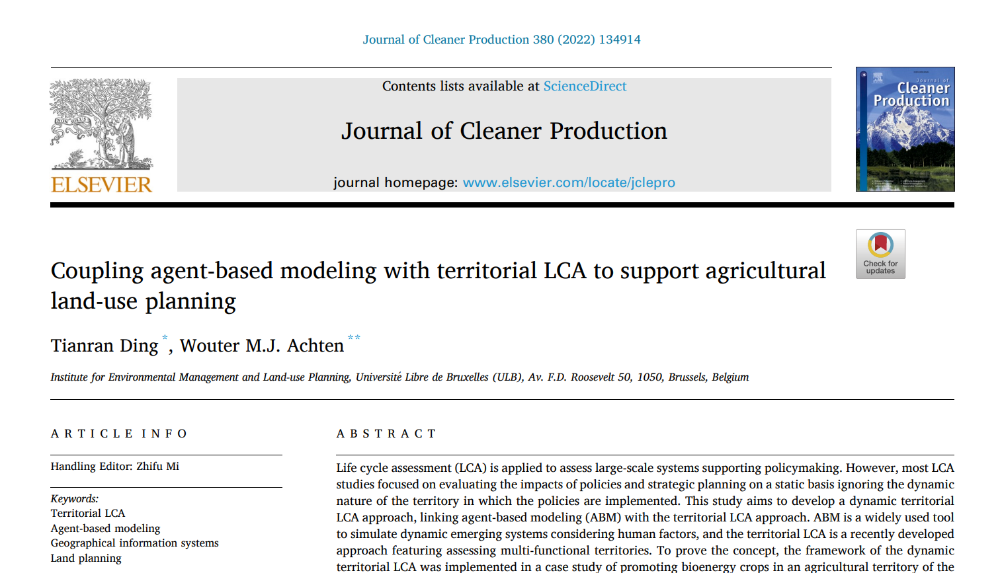 Journal of Cleaner Production 380 (2022) 134914
Contents lists available at ScienceDirect
Journal of Cleaner Production
journal homepage: www.elsevier.com/locate/jclepro
NON SOLUS
ELSEVIER
Journal of
Cleaner
Production
Check for
updates
Coupling agent-based modeling with territorial LCA to support agricultural
land-use planning
Tianran Ding *, Wouter M.J. Achten **
Institute for Environmental Management and Land-use Planning, Université Libre de Bruxelles (ULB), Av. F.D. Roosevelt 50, 1050, Brussels, Belgium
ARTICLE INFO
Handling Editor: Zhifu Mi
Keywords:
Territorial LCA
Agent-based modeling
Geographical information systems
Land planning
ABSTRACT
Life cycle assessment (LCA) is applied to assess large-scale systems supporting policymaking. However, most LCA
studies focused on evaluating the impacts of policies and strategic planning on a static basis ignoring the dynamic
nature of the territory in which the policies are implemented. This study aims to develop a dynamic territorial
LCA approach, linking agent-based modeling (ABM) with the territorial LCA approach. ABM is a widely used tool
to simulate dynamic emerging systems considering human factors, and the territorial LCA is a recently developed
approach featuring assessing multi-functional territories. To prove the concept, the framework of the dynamic
territorial LCA was implemented in a case study of promoting bioenergy crops in an agricultural territory of the